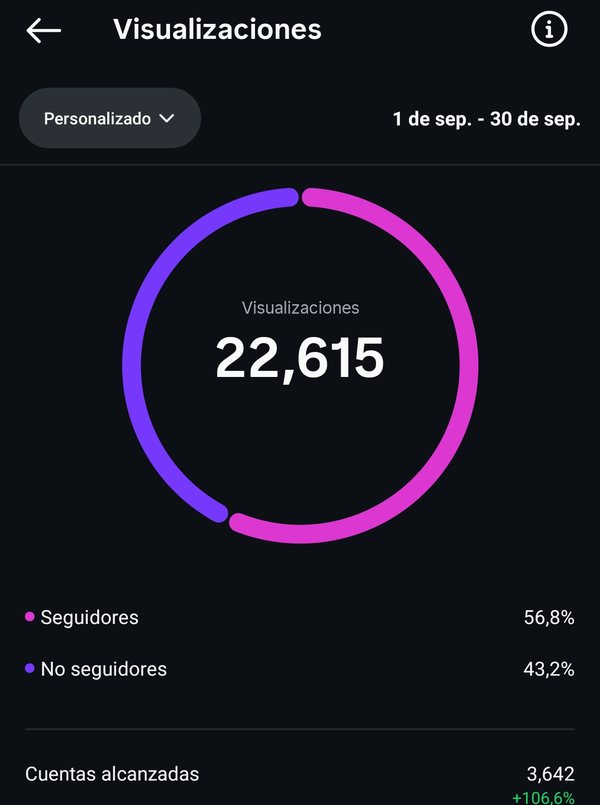 Visualizaciones
Personalizado
1 de sep. - 30 de sep.
Visualizaciones
22,615
Seguidores 56,8%
No seguidores 43,2%
Cuentas alcanzadas 3,642
+106,6%